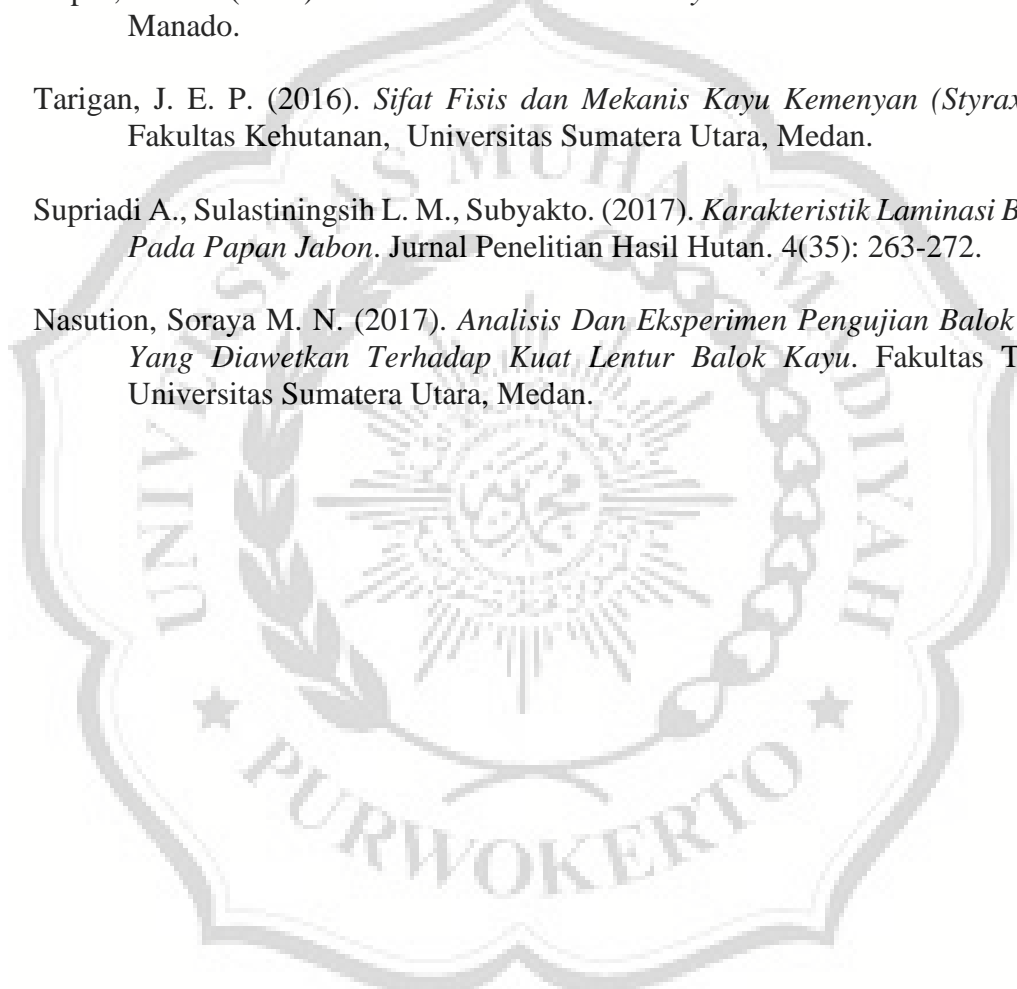 Manado.
Tarigan, J. E. P. (2016). Sifat Fisis dan Mekanis Kayu Kemenyan (Styrax
Fakultas Kehutanan, Universitas Sumatera Utara, Medan.
Supriadi A., Sulastiningsih L. M., Subyakto. (2017). Karakteristik Laminasi B
Pada Papan Jabon. Jurnal Penelitian Hasil Hutan. 4(35): 263-272.
Nasution, Soraya M. N. (2017). Analisis Dan Eksperimen Pengujian Balok
Yang Diawetkan Terhadap Kuat Lentur Balok Kayu. Fakultas T
Universitas Sumatera Utara, Medan.
UNIVERSITAS MUHAMMADIYAH
PURWOKERTO